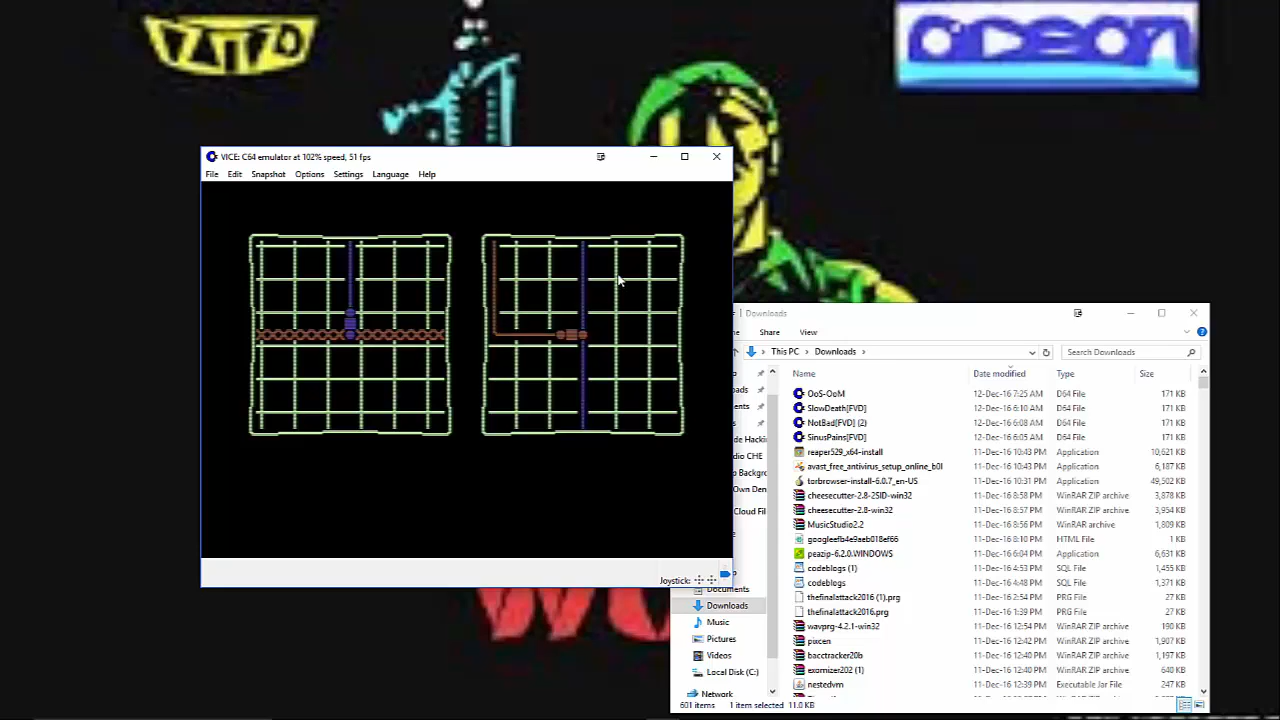 ODEON
VICE: C64 emulator at 102% speed, 51 fps
File Edit Snapshot Options Settings Language Help
Joystick:
Downloads
Share View
This PC > Downloads >
Search Downloads
Name Date modified Type Size
OoS-OoM 12-Dec-16 7:25 AM D64 File 171 KB
SlowDeath[FVD] 12-Dec-16 6:10 AM D64 File 171 KB
NotBad[FVD] (2) 12-Dec-16 6:08 AM D64 File 171 KB
SinusPains[FVD] 12-Dec-16 6:05 AM D64 File 171 KB
reaper529_x64-install 11-Dec-16 10:43 PM Application 10,621 KB
avast_free_antivirus_setup_online_b0l 11-Dec-16 10:43 PM Application 6,187 KB
torbrowser-install-6.0.7_en-US 11-Dec-16 10:31 PM Application 49,502 KB
cheesecutter-2.8-2SID-win32 11-Dec-16 8:58 PM WinRAR ZIP archive 3,878 KB
cheesecutter-2.8-win32 11-Dec-16 8:57 PM WinRAR ZIP archive 3,954 KB
MusicStudio2.2 11-Dec-16 8:56 PM WinRAR archive 1,809 KB
googleefb4e9aeb018ef66 11-Dec-16 8:10 PM HTML File 1 KB
peazip-6.2.0.WINDOWS 11-Dec-16 6:04 PM Application 6,631 KB
codeblogs (1) 11-Dec-16 4:53 PM SQL File 1,455 KB
codeblogs 11-Dec-16 4:48 PM SQL File 1,371 KB
thefinalattack2016 (1).prg 11-Dec-16 2:54 PM PRG File 27 KB
thefinalattack2016.prg 11-Dec-16 1:39 PM PRG File 27 KB
wavprg-4.2.1-win32 11-Dec-16 12:54 PM WinRAR ZIP archive 190 KB
pixcen 11-Dec-16 12:42 PM WinRAR ZIP archive 1,907 KB
bacctracker20b 11-Dec-16 12:40 PM WinRAR ZIP archive 1,197 KB
exomizer202 (1) 11-Dec-16 12:40 PM WinRAR ZIP archive 640 KB
nestedvm 11-Dec-16 12:39 PM Executable Jar File 247 KB
Cloud Fil
Documents
Downloads
Music
Pictures
Videos
Local Disk (C:)
Network
601 items 1 item selected 11.0 KB